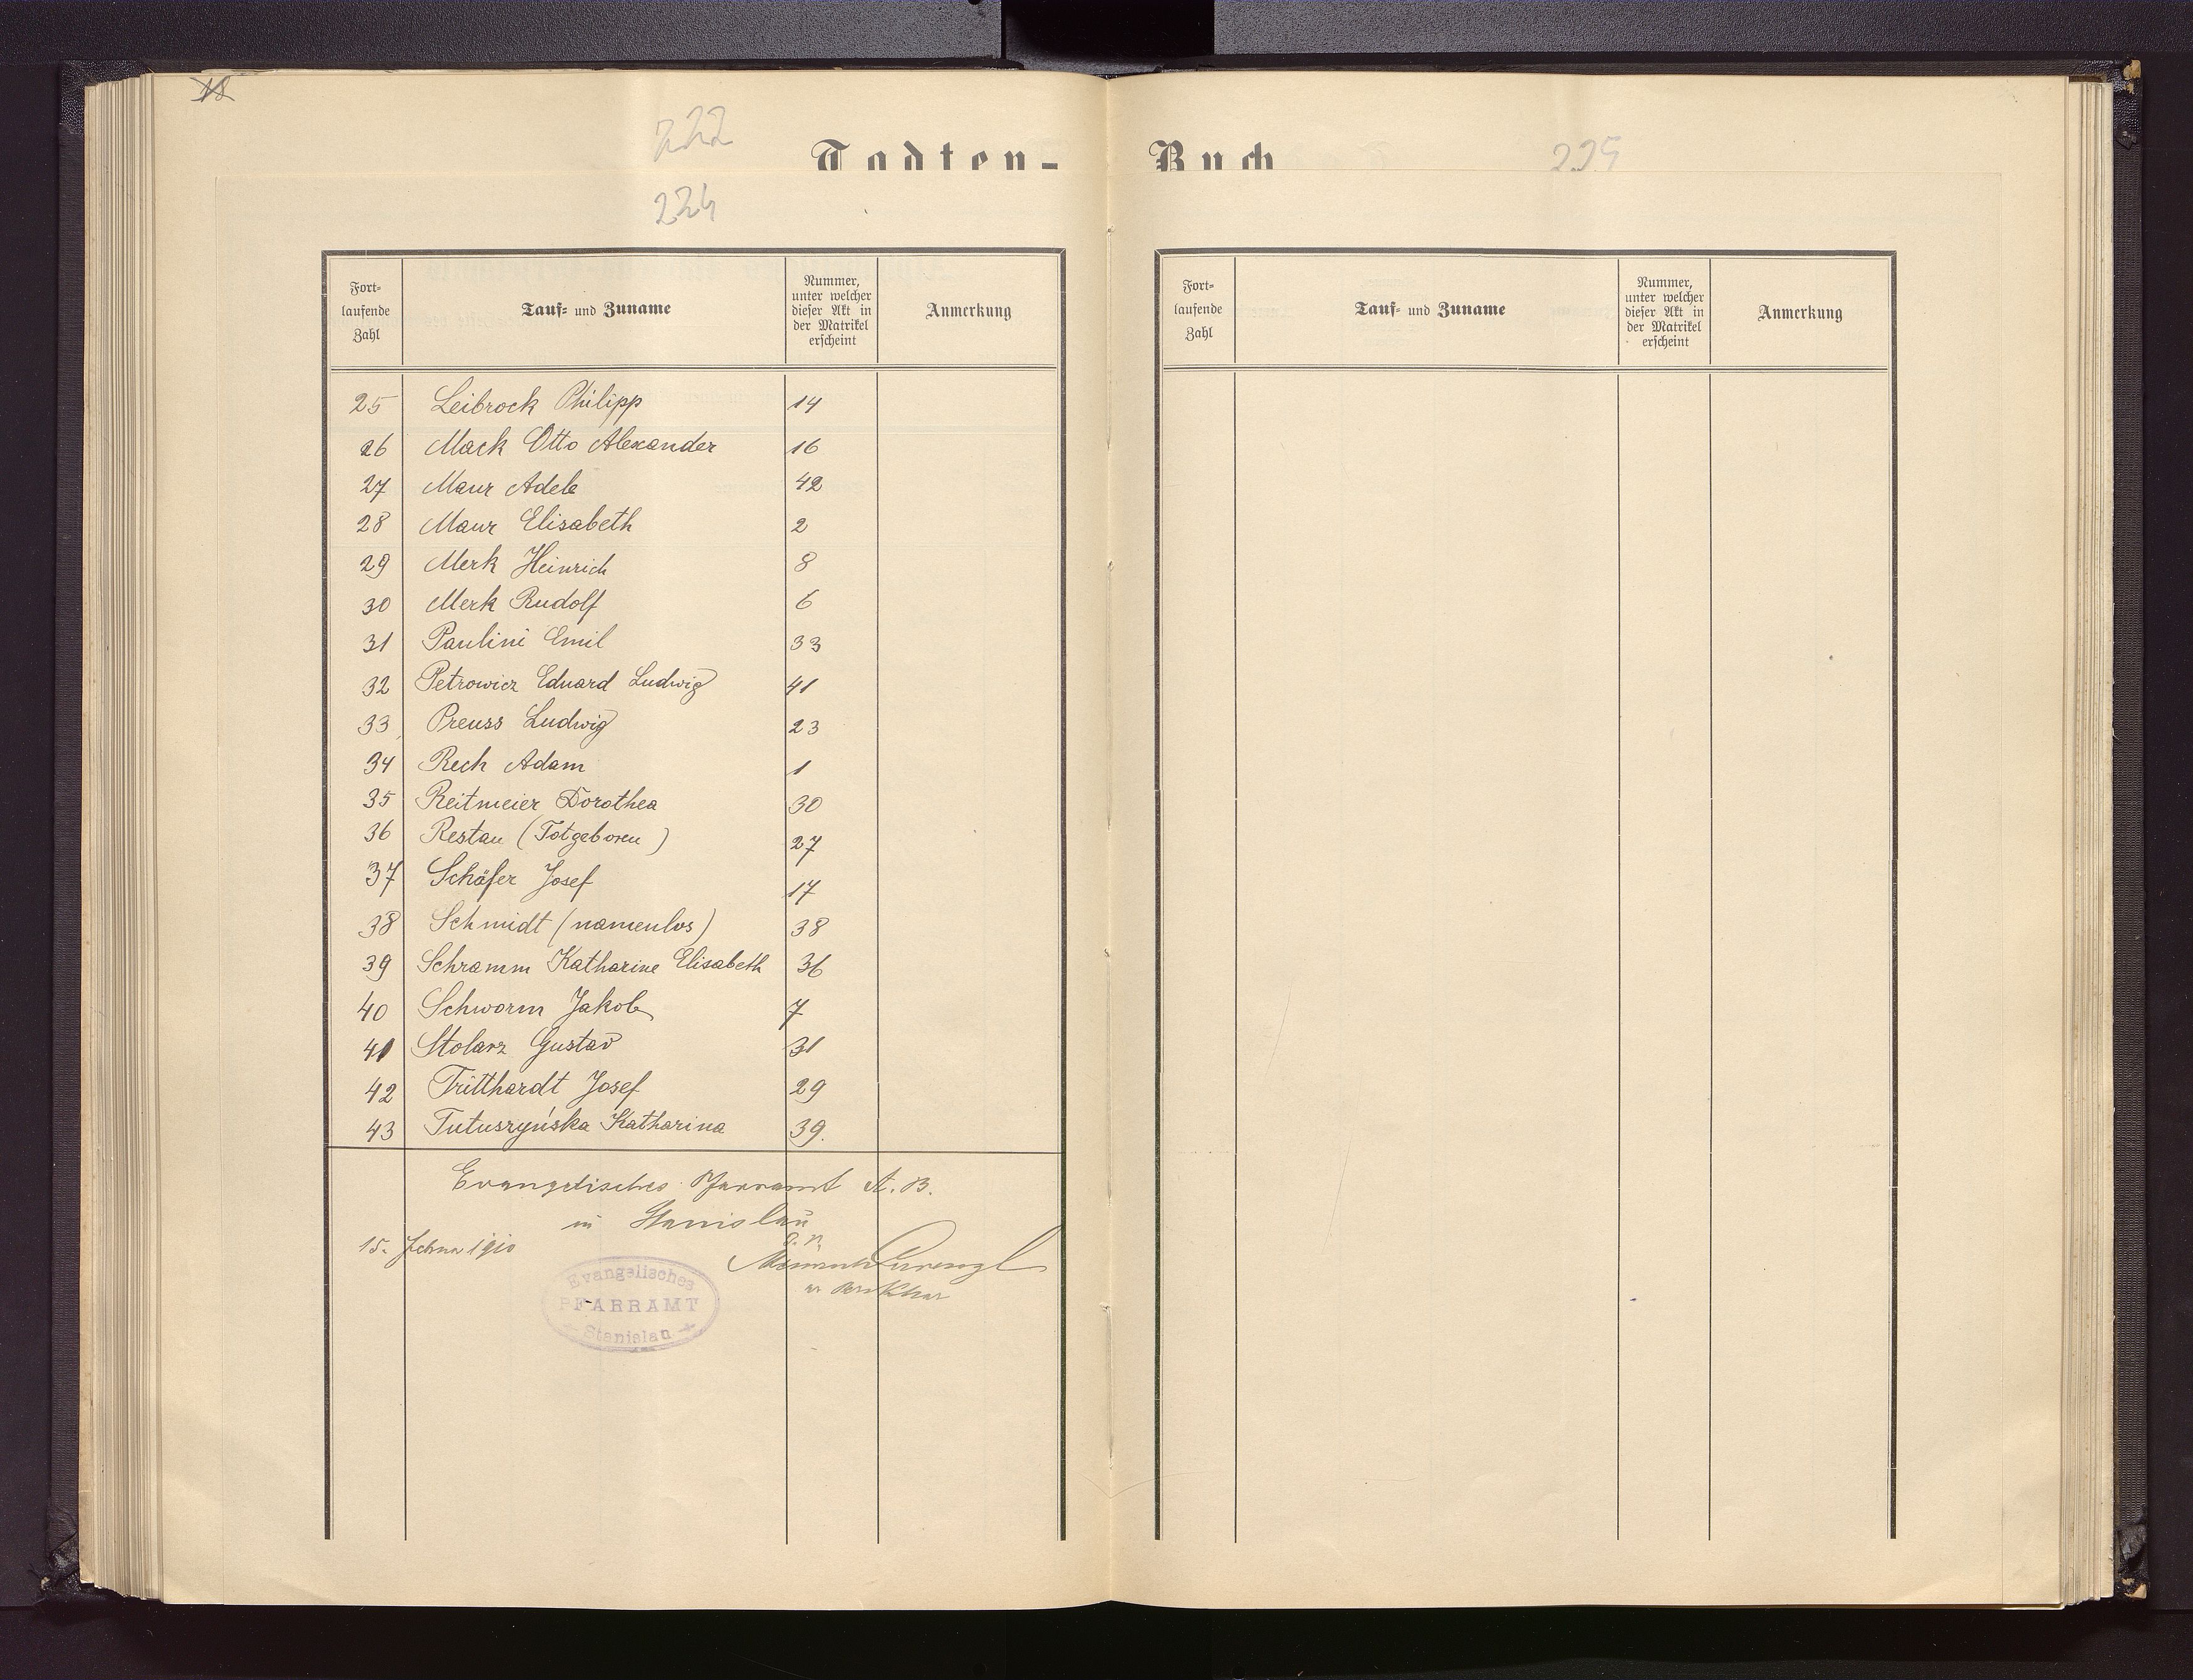 18
222
Todten-
224
Fort-
laufende
Zahl
Tauf- und Zuname
Nummer,
unter welcher
dieser Akt in
der Matrikel
erscheint
Anmerkung
25 Leibrock Philipp 14
26 Mack Otto Alexander 16
27 Maur Adele 42
28 Maur Elisabeth 2
29 Merk Heinrich 8
30 Merk Rudolf 6
31 Paulini Emil 33
32 Petrowicz Eduard Ludwig 41
33 Preuss Ludwig 23
34 Rech Adam 1
35 Reitmeier Dorothea 30
36 Restau (Totgeboren) 27
37 Schäfer Josef 17
38 Schmidt (namenlos) 38
39 Schramm Katharine Elisabeth 36
40 Schworm Jakob 7
41 Stolarz Gustav 31
42 Tritthardt Josef 29
43 Tutuszyńska Katharina 39.
Evangelisches Pfarramt A. B.
in Stanislau
15. 1910
Evangelisches
PFARRAMT
Stanislau
Buch
225
Fort-
laufende
Zahl
Tauf- und Zuname
Nummer,
unter welcher
dieser Akt in
der Matrikel
erscheint
Anmerkung